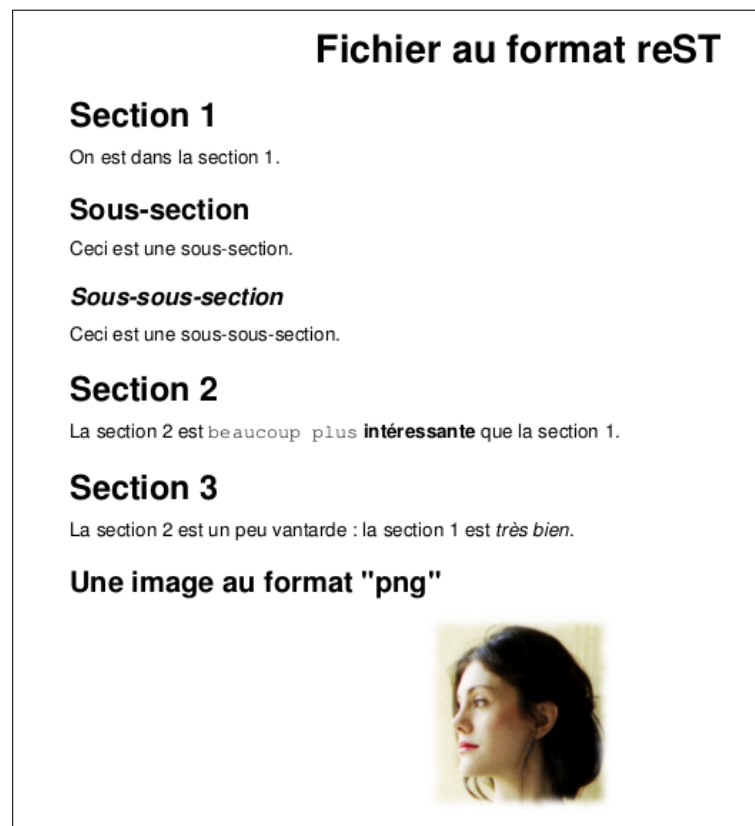 Fichier au format reST
Section 1
On est dans la section 1.
Sous-section
Ceci est une sous-section.
Sous-sous-section
Ceci est une sous-sous-section.
Section 2
La section 2 est beaucoup plus intéressante que la section 1.
Section 3
La section 2 est un peu vantarde : la section 1 est très bien.
Une image au format "png"